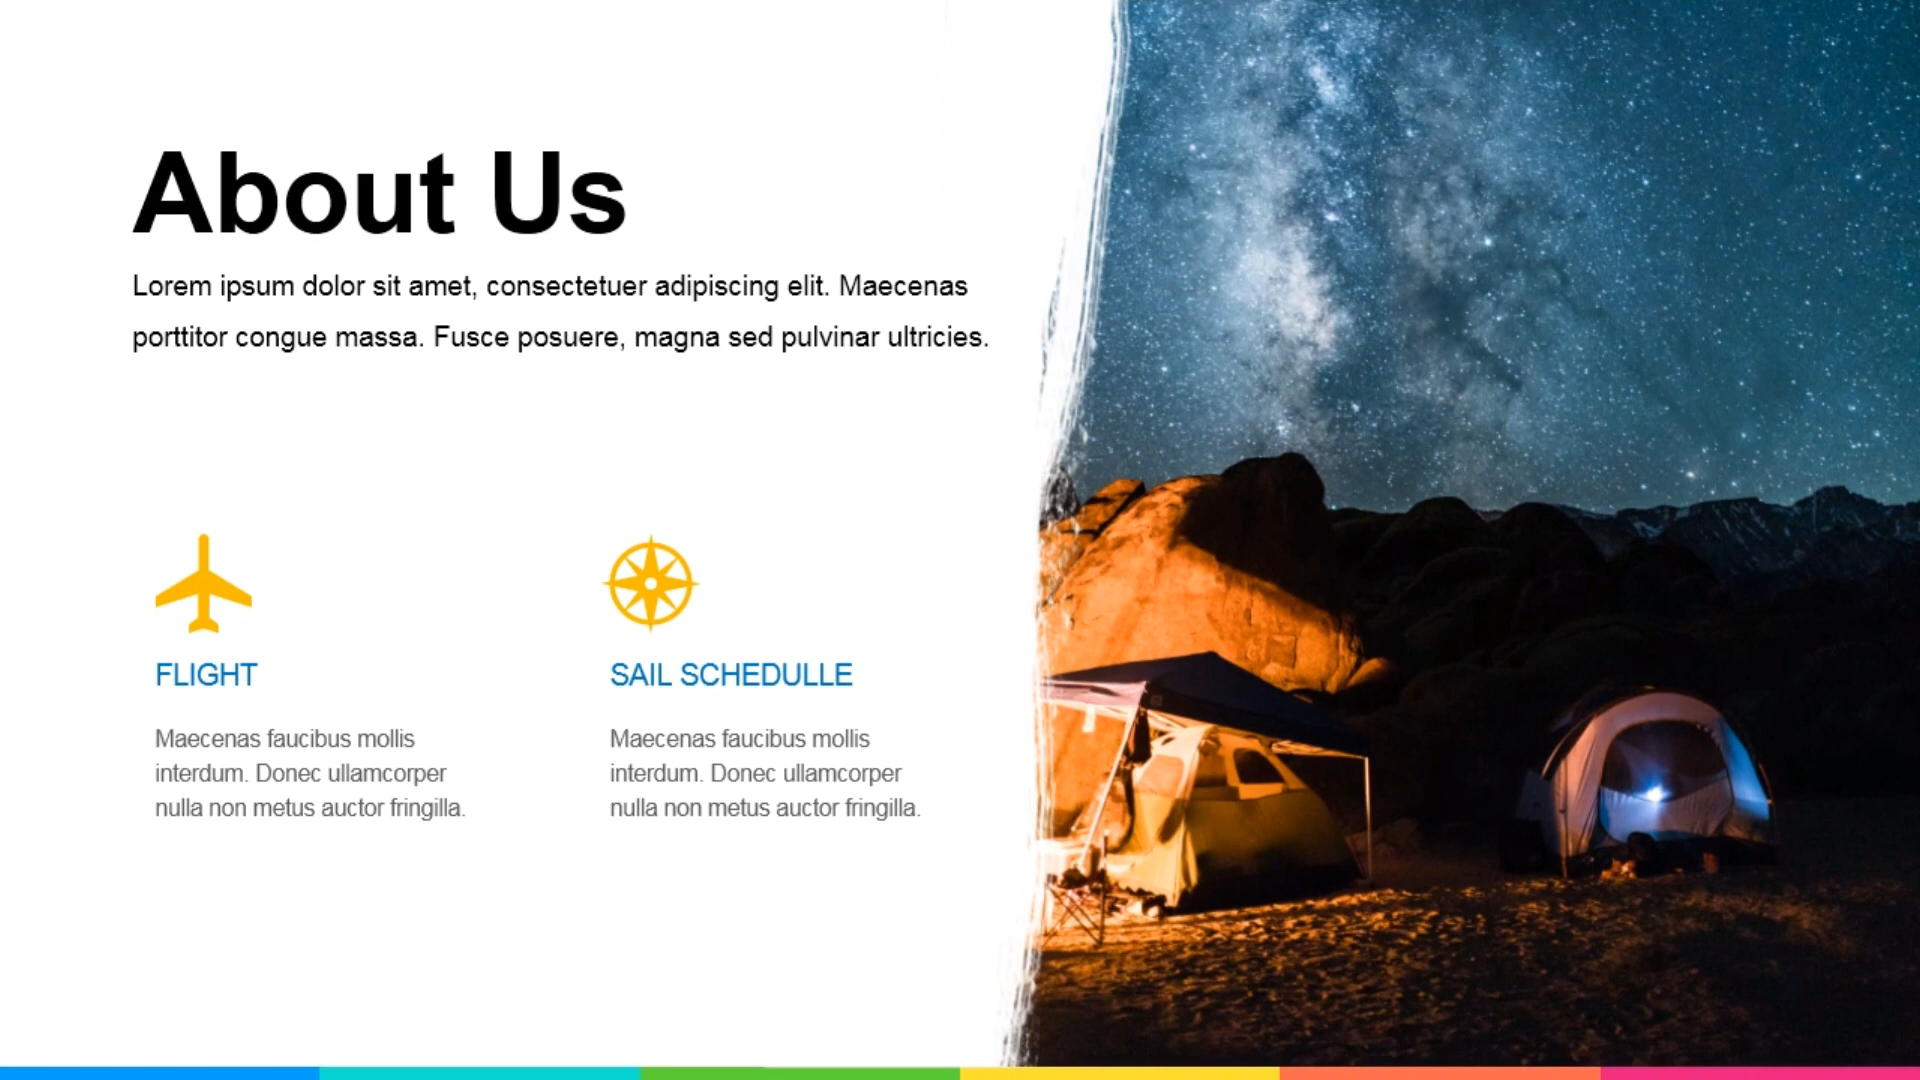 About Us
Lorem ipsum dolor sit amet, consectetuer adipiscing elit. Maecenas
porttitor congue massa. Fusce posuere, magna sed pulvinar ultricies.
FLIGHT
Maecenas faucibus mollis
interdum. Donec ullamcorper
nulla non metus auctor fringilla.
SAIL SCHEDULLE
Maecenas faucibus mollis
interdum. Donec ullamcorper
nulla non metus auctor fringilla.